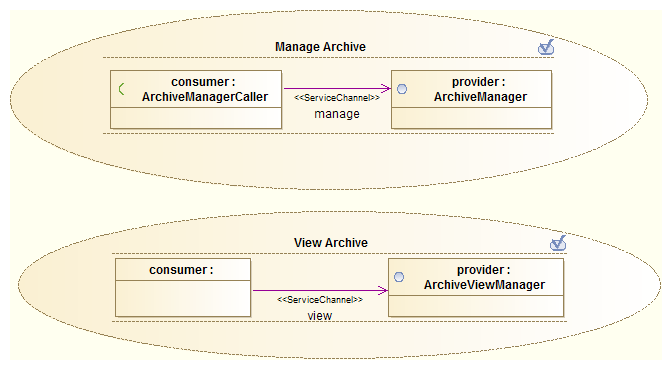 Manage Archive
consumer :
ArchiveManagerCaller
<<ServiceChannel>>
manage
provider :
ArchiveManager
View Archive
consumer :
<<ServiceChannel>>
view
provider :
ArchiveViewManager